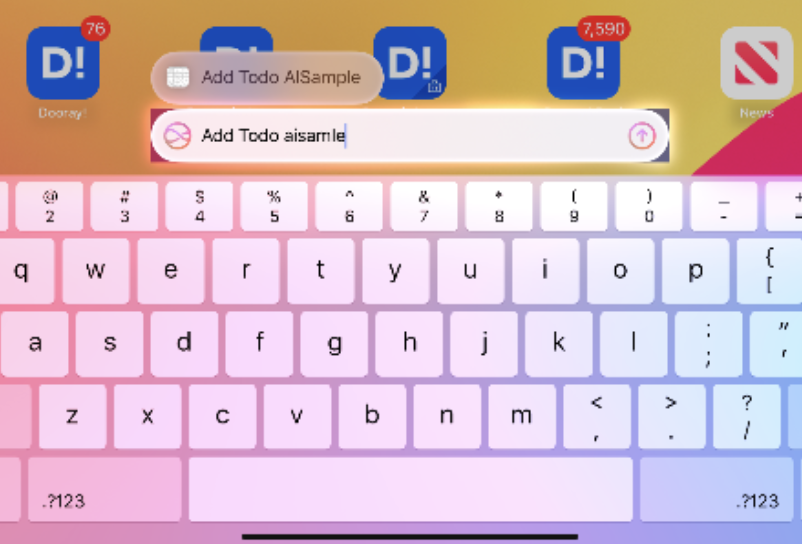 76
7,590
D!
D!
D!
Add Todo AISample
Dooray!
News
Add Todo aisamle
@ # $ % ^ & * ( ) _ +
2 3 4 5 6 7 8 9 0 -
q w e r t y u i o p { [
a s d f g h j k l : ; " '
z x c v b n m < , > . ? /
.?123 .?123